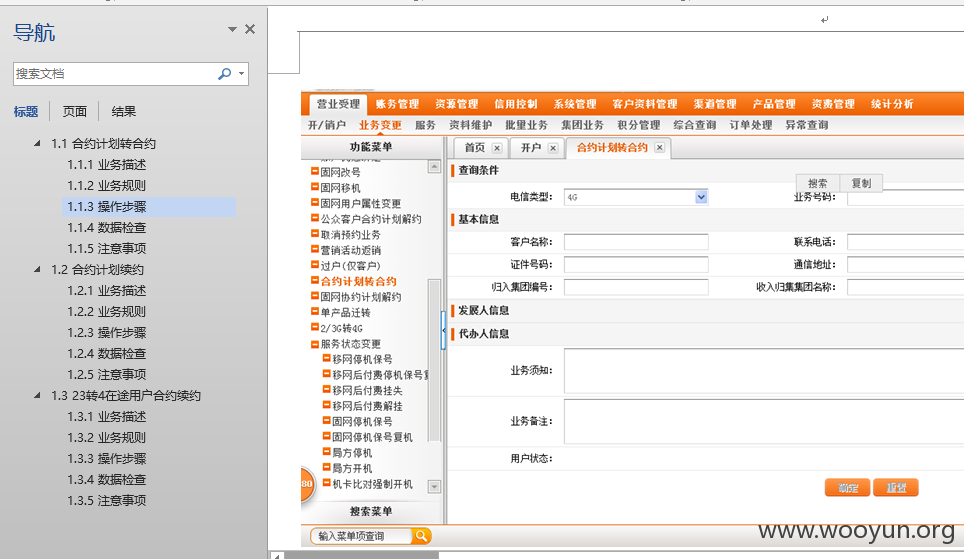 导航
搜索文档
标题 页面 结果
1.1 合约计划转合约
1.1.1 业务描述
1.1.2 业务规则
1.1.3 操作步骤
1.1.4 数据检查
1.1.5 注意事项
1.2 合约计划续约
1.2.1 业务描述
1.2.2 业务规则
1.2.3 操作步骤
1.2.4 数据检查
1.2.5 注意事项
1.3 23转4在途用户合约续约
1.3.1 业务描述
1.3.2 业务规则
1.3.3 操作步骤
1.3.4 数据检查
1.3.5 注意事项
营业受理 账务管理 资源管理 信用控制 系统管理 客户资料管理 渠道管理 产品管理 资费管理 统计分析
开/销户 业务变更 服务 资料维护 批量业务 集团业务 积分管理 综合查询 订单处理 异常查询
功能菜单
固网改号
固网移机
固网用户属性变更
公众客户合约计划解约
取消预约业务
营销活动返销
过户(仅客户)
合约计划转合约
固网协约计划解约
单产品迁转
2/3G转4G
服务状态变更
移网停机保号
移网后付费停机保号
移网后付费挂失
移网后付费解挂
固网停机保号
固网停机保号复机
局方停机
局方开机
机卡比对强制开机
80
搜索菜单
输入菜单项查询
首页 开户 合约计划转合约
查询条件
搜索 复制
电信类型: 4G 业务号码:
基本信息
客户名称: 联系电话:
证件号码: 通信地址:
归入集团编号: 收入归集集团名称:
发展人信息
代办人信息
业务须知:
业务备注:
用户状态:
确定 重置
www.wooyun.org